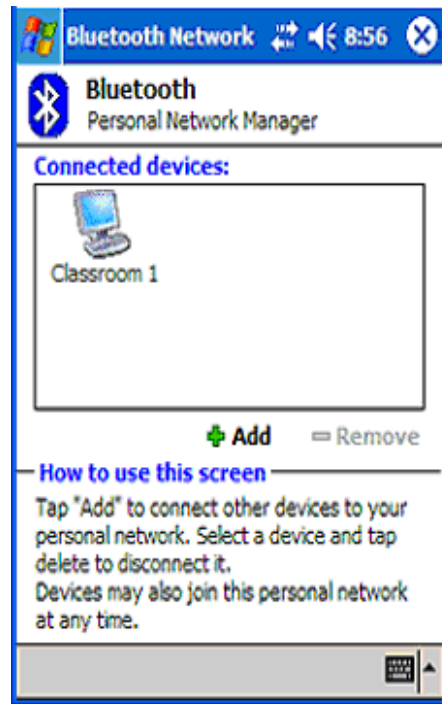 Bluetooth Network 8:56
Bluetooth
Personal Network Manager
Connected devices:
Classroom 1
Add Remove
How to use this screen
Tap "Add" to connect other devices to your
personal network. Select a device and tap
delete to disconnect it.
Devices may also join this personal network
at any time.